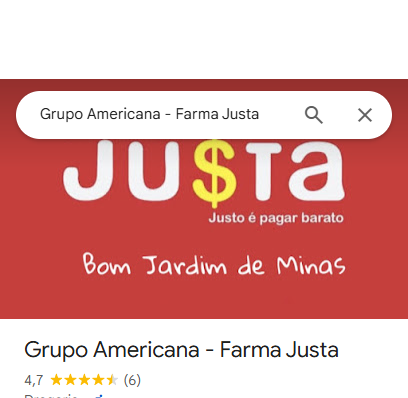 Grupo Americana - Farma Justa
JU$Ta
Justo é pagar barato
Bom Jardim de Minas
Grupo Americana - Farma Justa
4,7 (6)